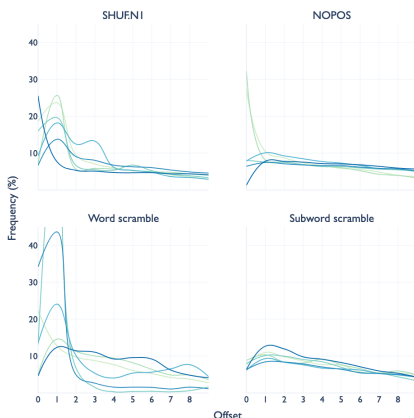 SHUF.N1
NOPOS
40
30
20
10
Frequency (%)
Word scramble
Subword scramble
40
30
20
10
0 1 2 3 4 5 6 7 8
0 1 2 3 4 5 6 7 8
Offset